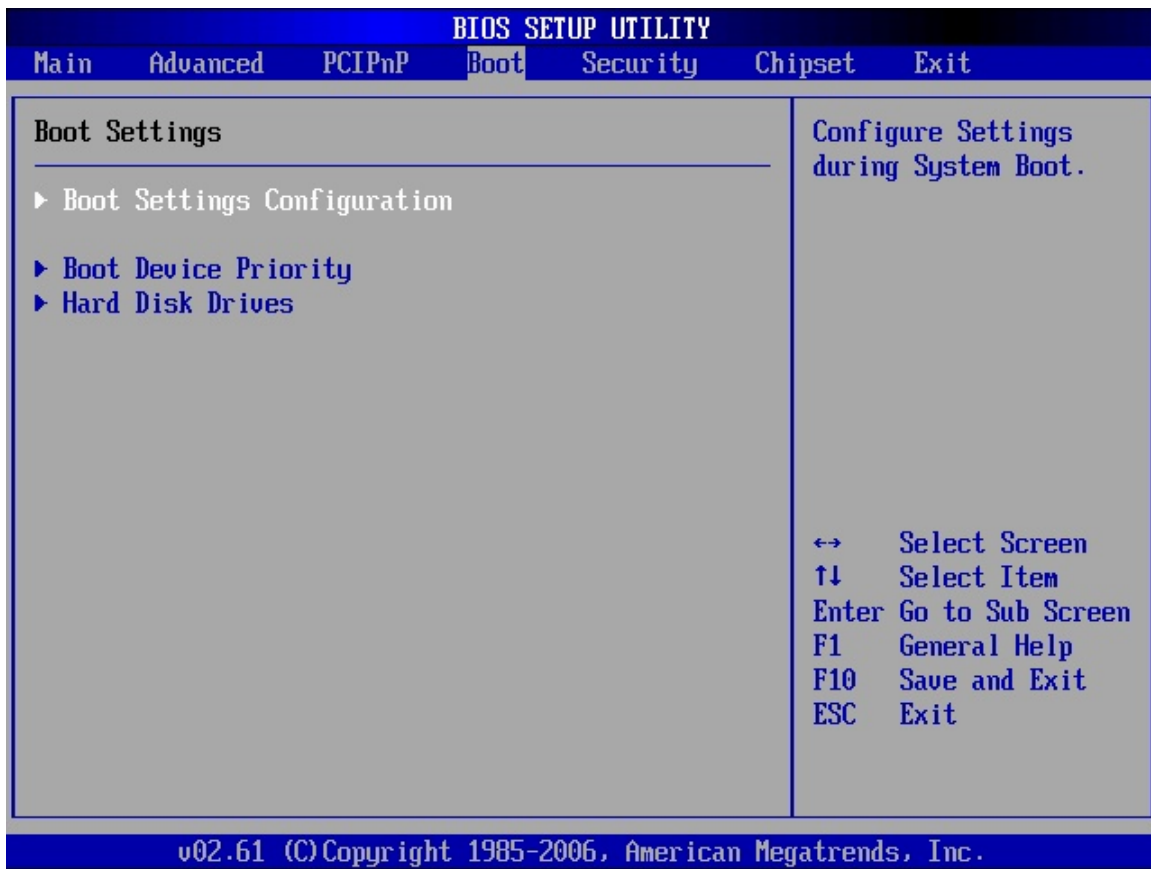 BIOS SETUP UTILITY
Main Advanced PCIPnP Boot Security Chipset Exit
Boot Settings
▶ Boot Settings Configuration
▶ Boot Device Priority
▶ Hard Disk Drives
Configure Settings
during System Boot.
←→ Select Screen
↑↓ Select Item
Enter Go to Sub Screen
F1 General Help
F10 Save and Exit
ESC Exit
v02.61 (C)Copyright 1985-2006, American Megatrends, Inc.